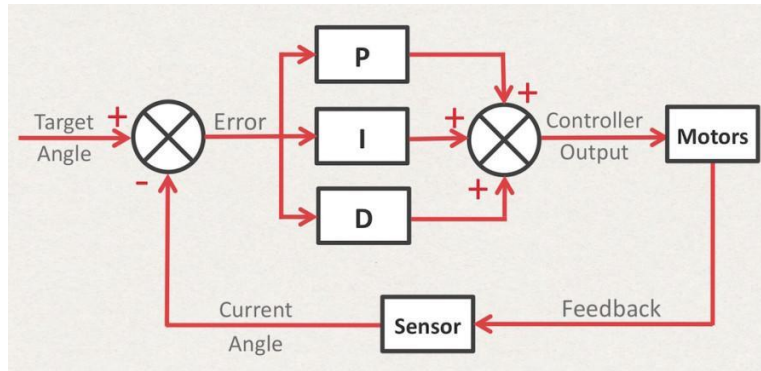 P
+
+
Target
Angle
+
Error
I
Controller
Output
Motors
-
+
D
Current
Angle
Sensor
Feedback